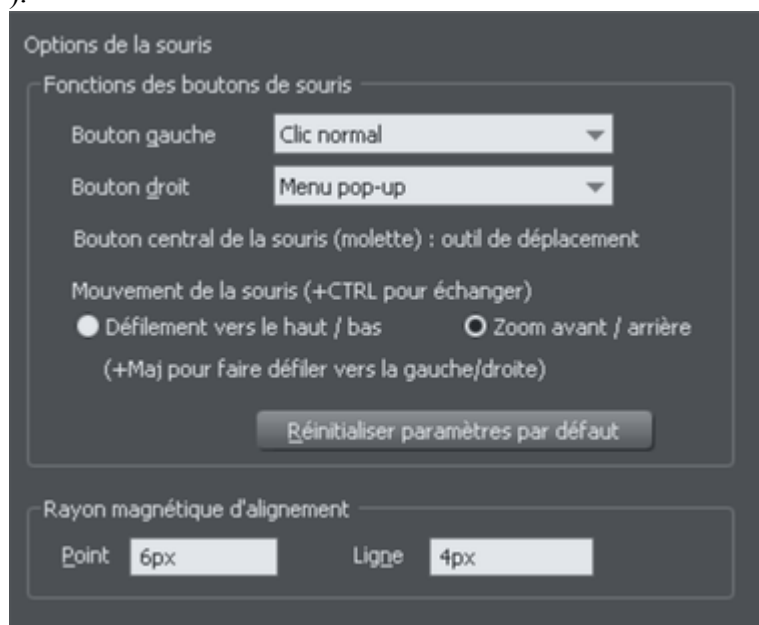 ).
Options de la souris
Fonctions des boutons de souris
Bouton gauche Clic normal
Bouton droit Menu pop-up
Bouton central de la souris (molette) : outil de déplacement
Mouvement de la souris (+CTRL pour échanger)
Défilement vers le haut / bas Zoom avant / arrière
(+Maj pour faire défiler vers la gauche/droite)
Réinitialiser paramètres par défaut
Rayon magnétique d'alignement
Point 6px Ligne 4px